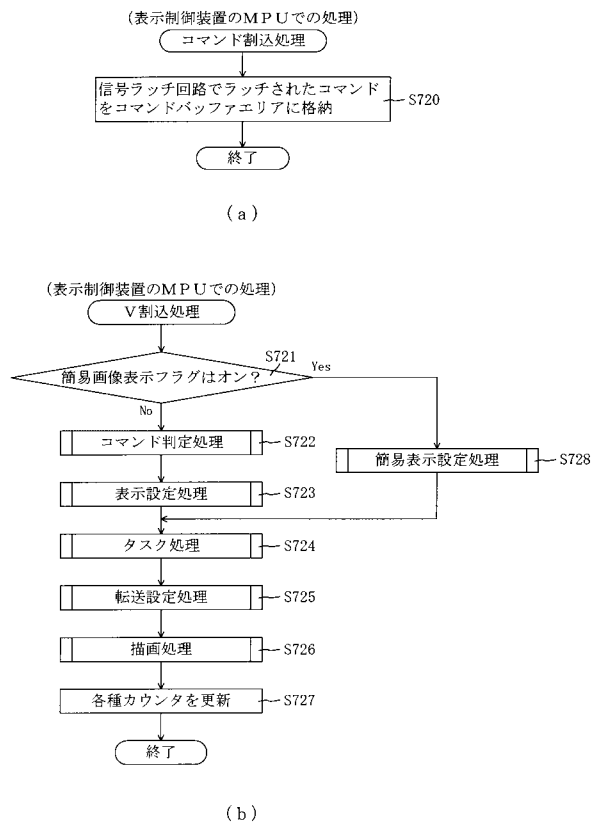 (表示制御装置のMPUでの処理)
コマンド割込処理
信号ラッチ回路でラッチされたコマンド
をコマンドバッファエリアに格納
S720
終了
(a)
(表示制御装置のMPUでの処理)
V割込処理
S721
簡易画像表示フラグはオン?
Yes
No
コマンド判定処理
S722
簡易表示設定処理
S728
表示設定処理
S723
タスク処理
S724
転送設定処理
S725
描画処理
S726
各種カウンタを更新
S727
終了
(b)